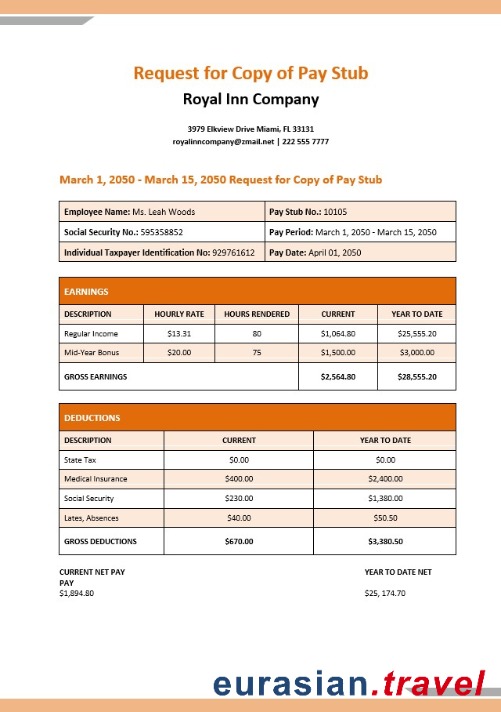 Request for Copy of Pay Stub
Royal Inn Company
3979 Elkview Drive Miami, FL 33131
royalinncompany@zmail.net | 222 555 7777
March 1, 2050 - March 15, 2050 Request for Copy of Pay Stub
Employee Name: Ms. Leah Woods Pay Stub No.: 10105
Social Security No.: 595358852 Pay Period: March 1, 2050 - March 15, 2050
Individual Taxpayer Identification No: 929761612 Pay Date: April 01, 2050
EARNINGS
DESCRIPTION HOURLY RATE HOURS RENDERED CURRENT YEAR TO DATE
Regular Income $13.31 80 $1,064.80 $25,555.20
Mid-Year Bonus $20.00 75 $1,500.00 $3,000.00
GROSS EARNINGS $2,564.80 $28,555.20
DEDUCTIONS
DESCRIPTION CURRENT YEAR TO DATE
State Tax $0.00 $0.00
Medical Insurance $400.00 $2,400.00
Social Security $230.00 $1,380.00
Lates, Absences $40.00 $50.50
GROSS DEDUCTIONS $670.00 $3,380.50
CURRENT NET PAY YEAR TO DATE NET
PAY
$1,894.80 $25, 174.70
eurasian.travel